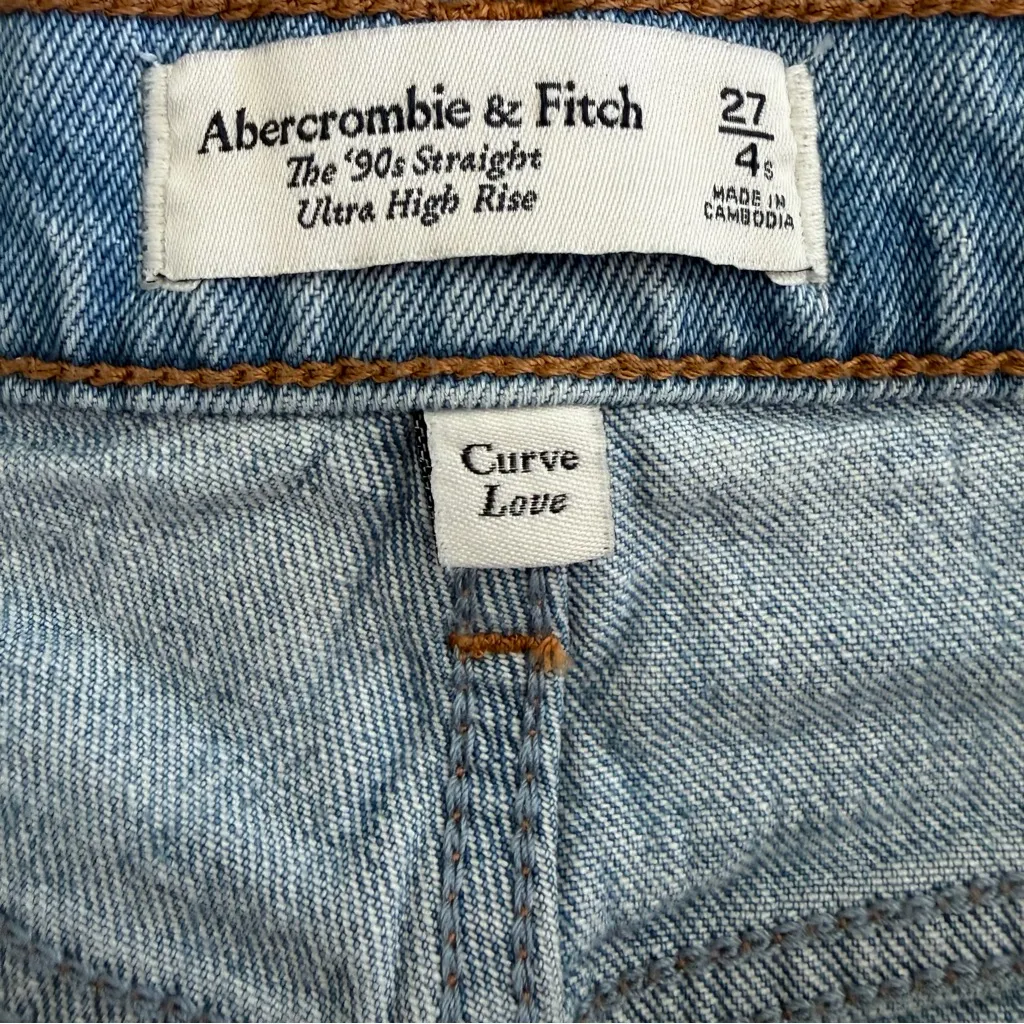 Abercrombie & Fitch
The '90s Straight
Ultra High Rise
27
4s
MADE IN
CAMBODIA
Curve
Love